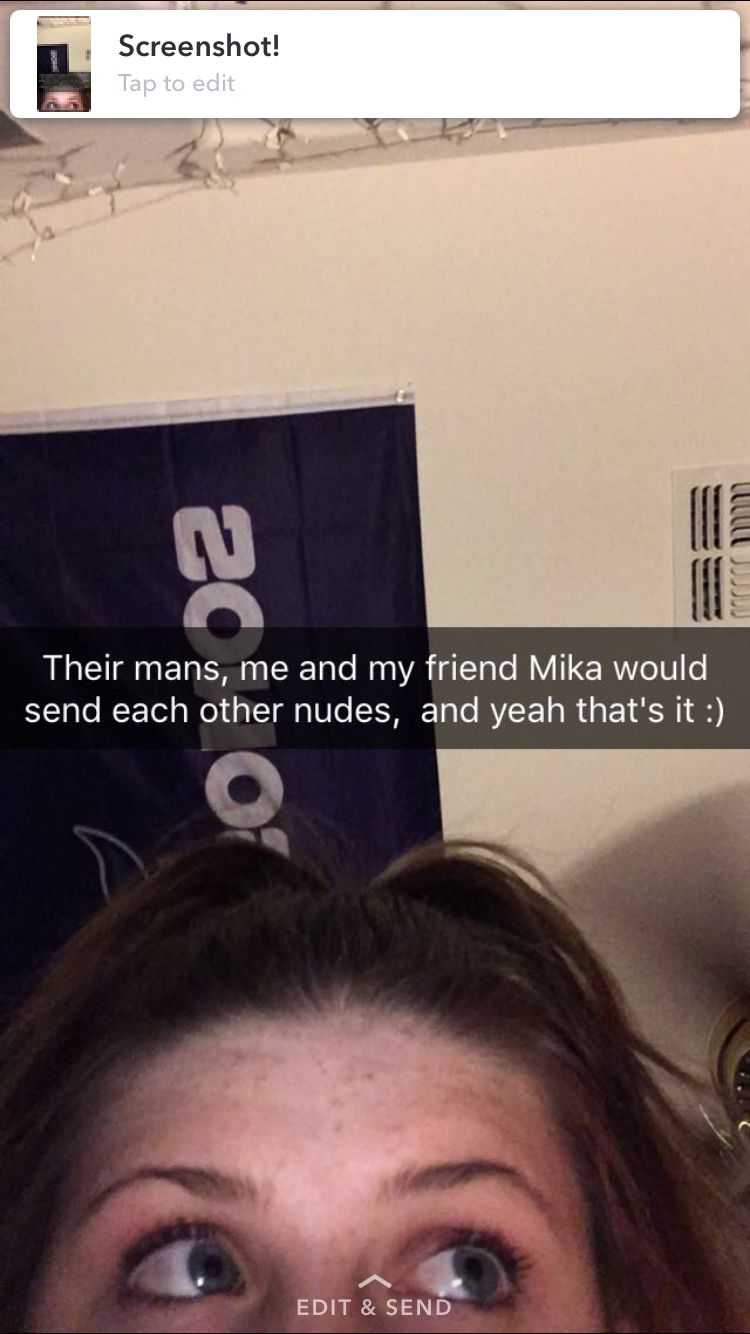 Screenshot!
Tap to edit
Their mans, me and my friend Mika would
send each other nudes,  and yeah that's it :)
EDIT & SEND